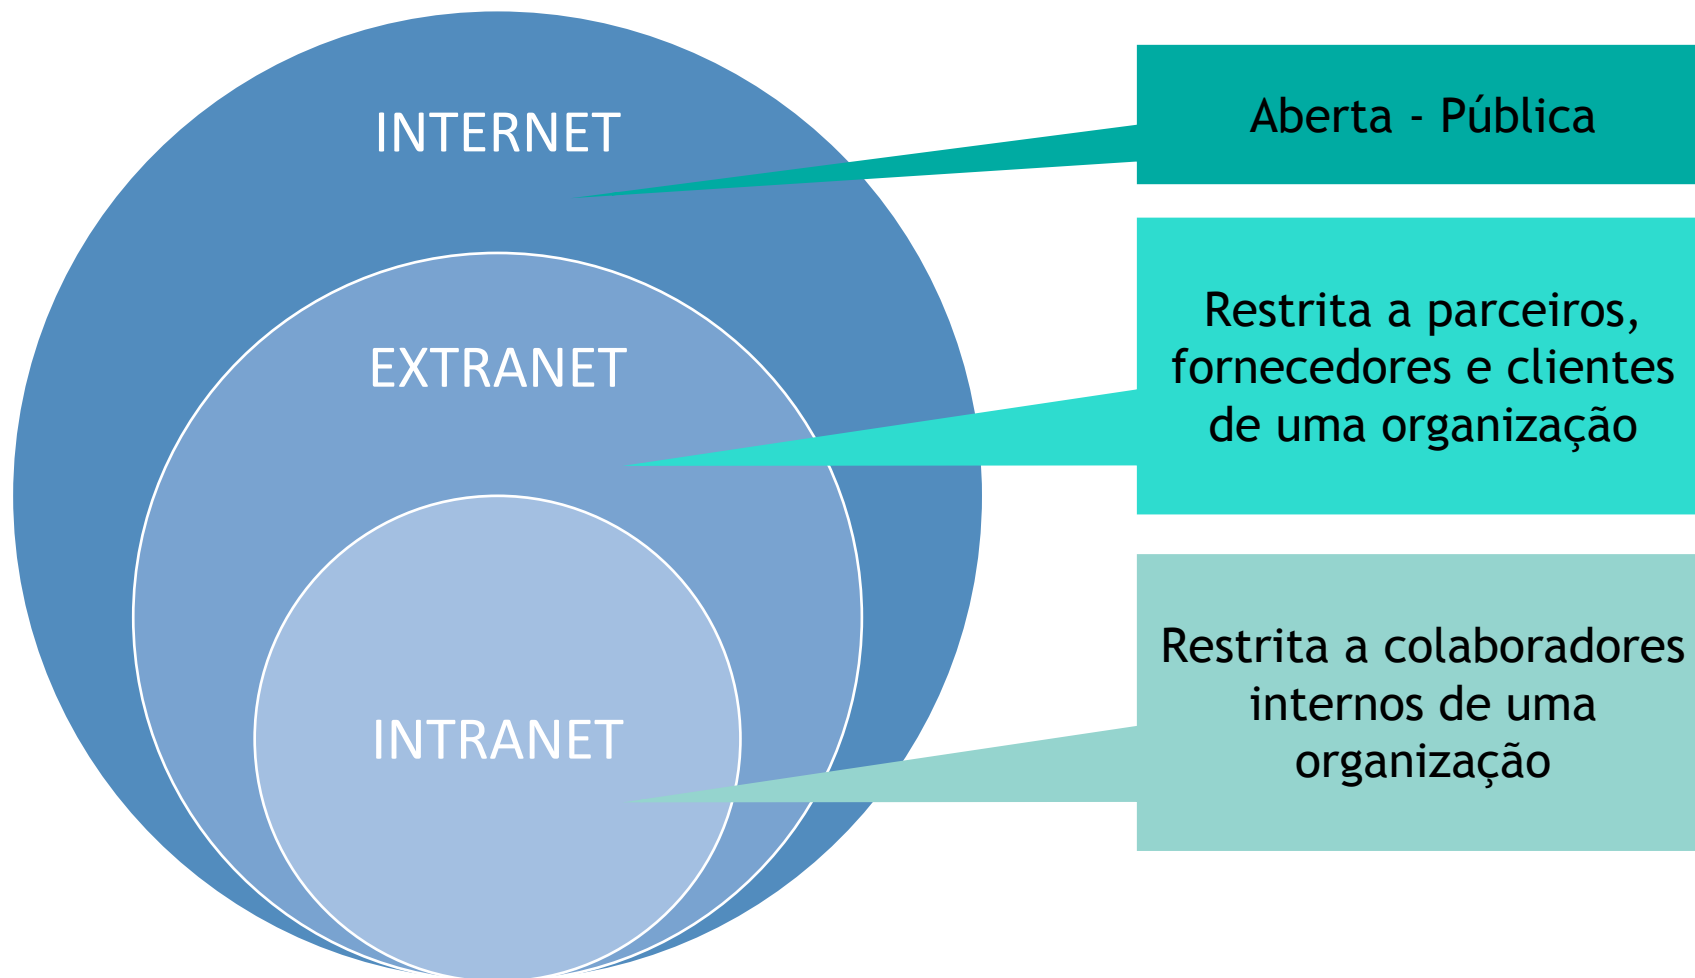 INTERNET
Aberta - Pública
EXTRANET
Restrita a parceiros,
fornecedores e clientes
de uma organização
INTRANET
Restrita a colaboradores
internos de uma
organização